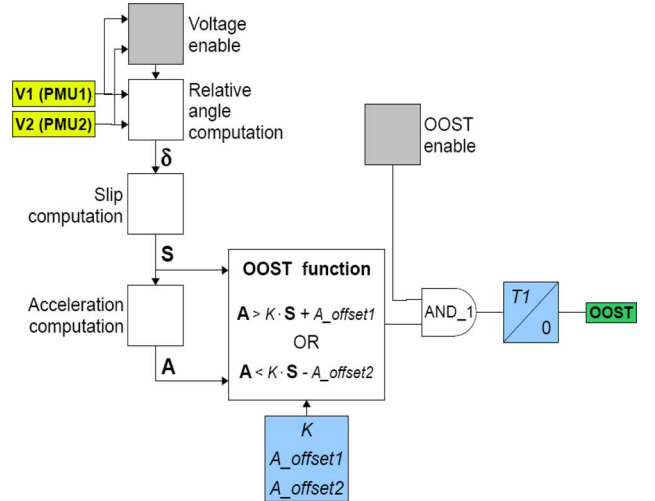 Voltage
enable
V1 (PMU1)
V2 (PMU2)
Relative
angle
computation
δ
Slip
computation
S
Acceleration
computation
A
OOST function
A > K · S + A_offset1
OR
A < K · S - A_offset2
K
A_offset1
A_offset2
OOST
enable
AND_1
T1
0
OOST